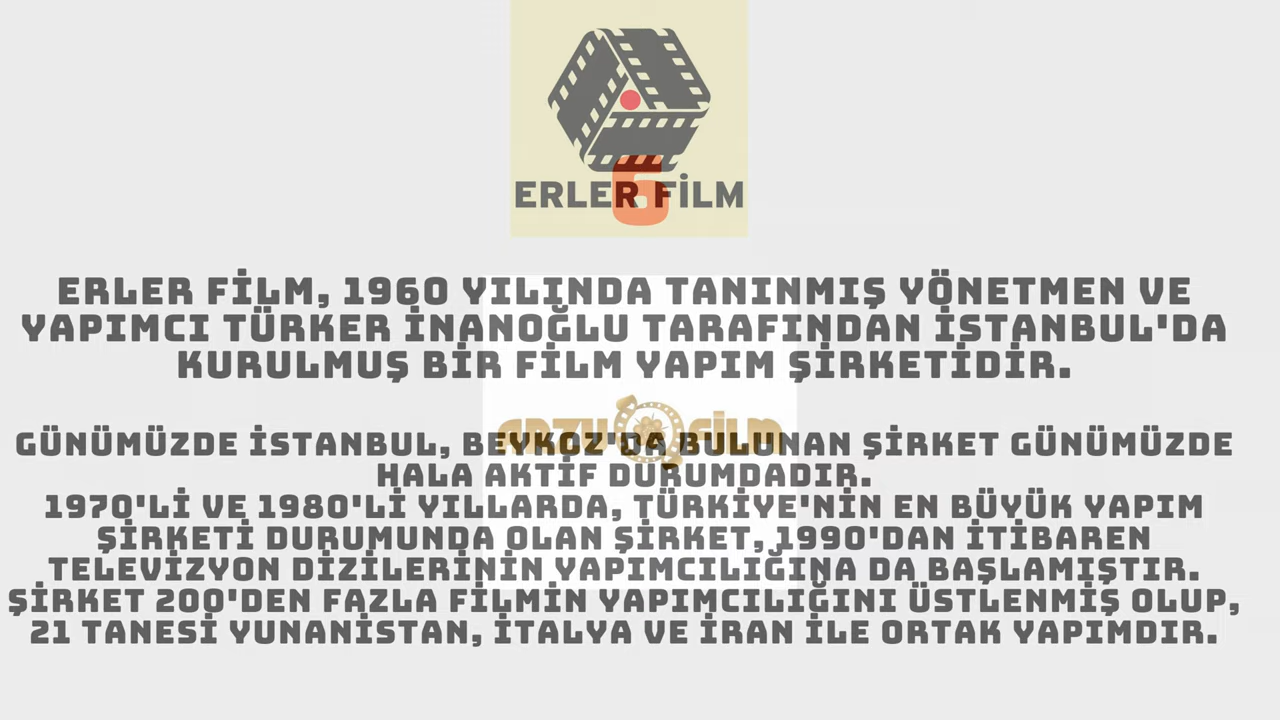 ERLER FİLM
6
ERLER FİLM, 1960 YILINDA TANINMIŞ YÖNETMEN VE
YAPIMCI TÜRKER İNANOĞLU TARAFINDAN İSTANBUL'DA
KURULMUŞ BİR FİLM YAPIM ŞİRKETİDİR.
ARZU FİLM
GÜNÜMÜZDE İSTANBUL, BEYKOZ'DA BULUNAN ŞİRKET GÜNÜMÜZDE
HALA AKTİF DURUMDADIR.
1970'Lİ VE 1980'Lİ YILLARDA, TÜRKİYE'NİN EN BÜYÜK YAPIM
ŞİRKETİ DURUMUNDA OLAN ŞİRKET, 1990'DAN İTİBAREN
TELEVİZYON DİZİLERİNİN YAPIMCILIĞINA DA BAŞLAMIŞTIR.
ŞİRKET 200'DEN FAZLA FİLMİN YAPIMCILIĞINI ÜSTLENMİŞ OLUP,
21 TANESİ YUNANİSTAN, İTALYA VE İRAN İLE ORTAK YAPIMDIR.